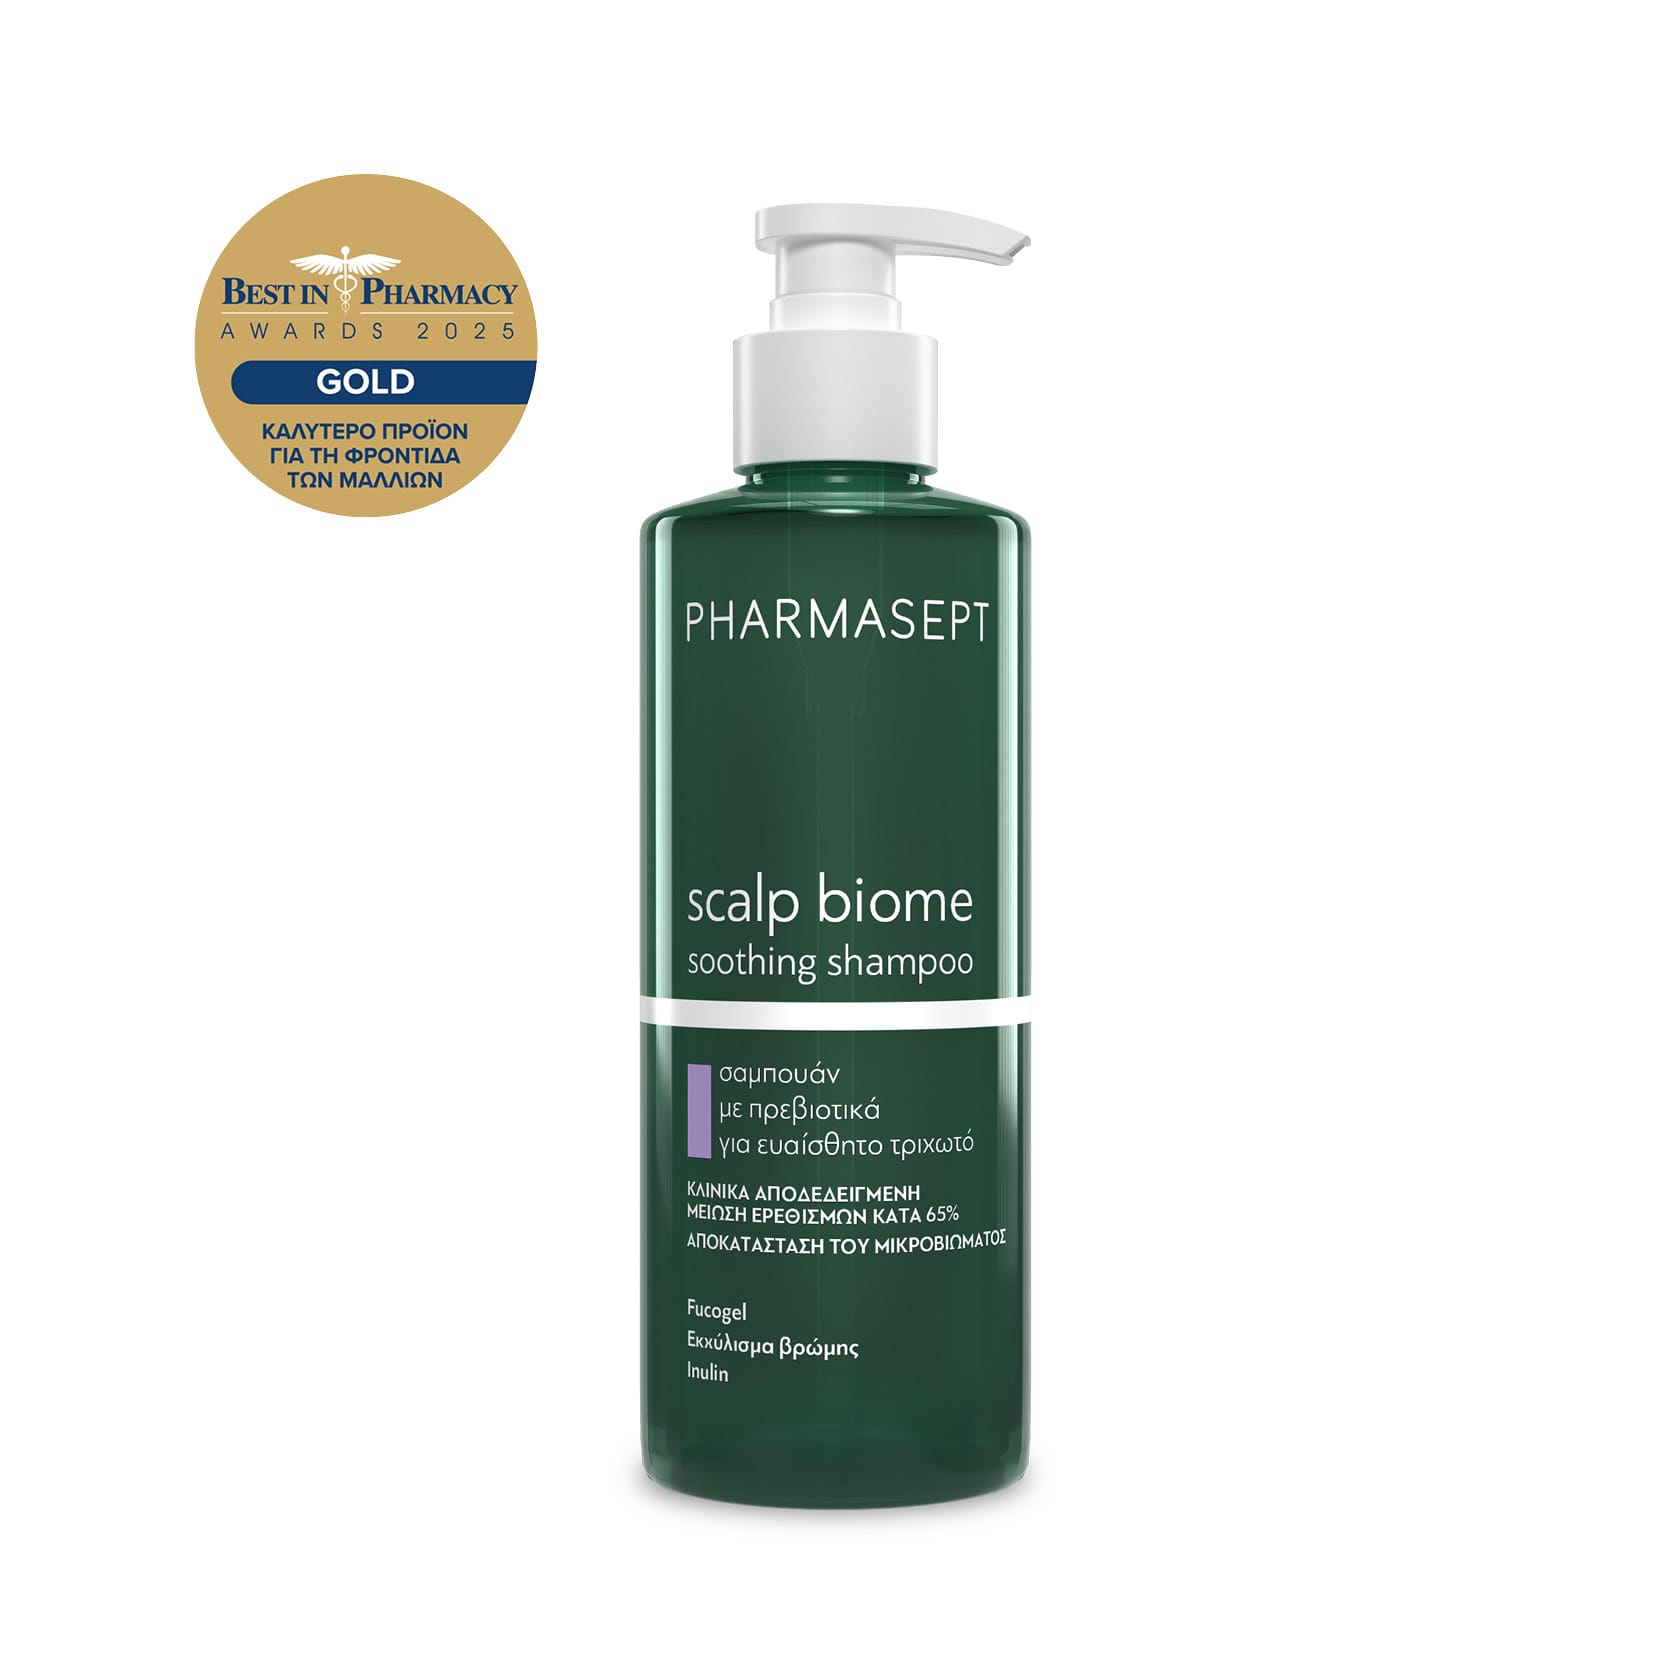 BEST IN PHARMACY
AWARDS 2025
GOLD
ΚΑΛΥΤΕΡΟ ΠΡΟΪΟΝ
ΓΙΑ ΤΗ ΦΡΟΝΤΙΔΑ
ΤΩΝ ΜΑΛΛΙΩΝ
PHARMASEPT
scalp biome
soothing shampoo
σαμπουάν
με πρεβιοτικά
για ευαίσθητο τριχωτό
ΚΛΙΝΙΚΑ ΑΠΟΔΕΔΕΙΓΜΕΝΗ
ΜΕΙΩΣΗ ΕΡΕΘΙΣΜΩΝ ΚΑΤΑ 65%
ΑΠΟΚΑΤΑΣΤΑΣΗ ΤΟΥ ΜΙΚΡΟΒΙΩΜΑΤΟΣ
Fucogel
Εκχύλισμα βρώμης
Inulin